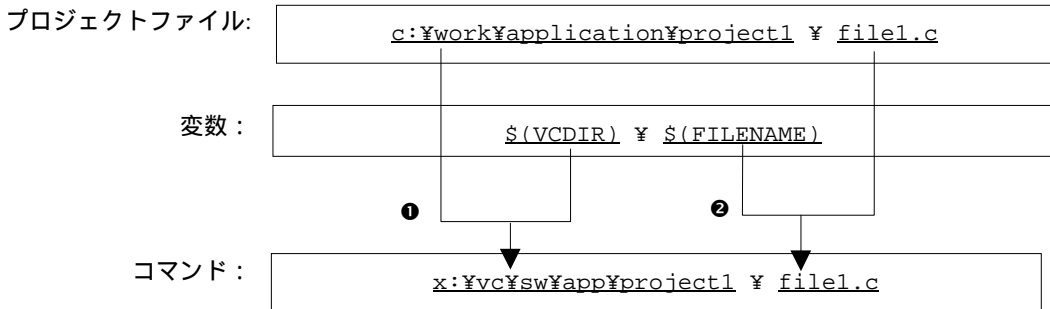 プロジェクトファイル: c:¥work¥application¥project1 ¥ file1.c
変数： $(VCDIR) ¥ $(FILENAME)
❶ ❷
コマンド： x:¥vc¥sw¥app¥project1 ¥ file1.c